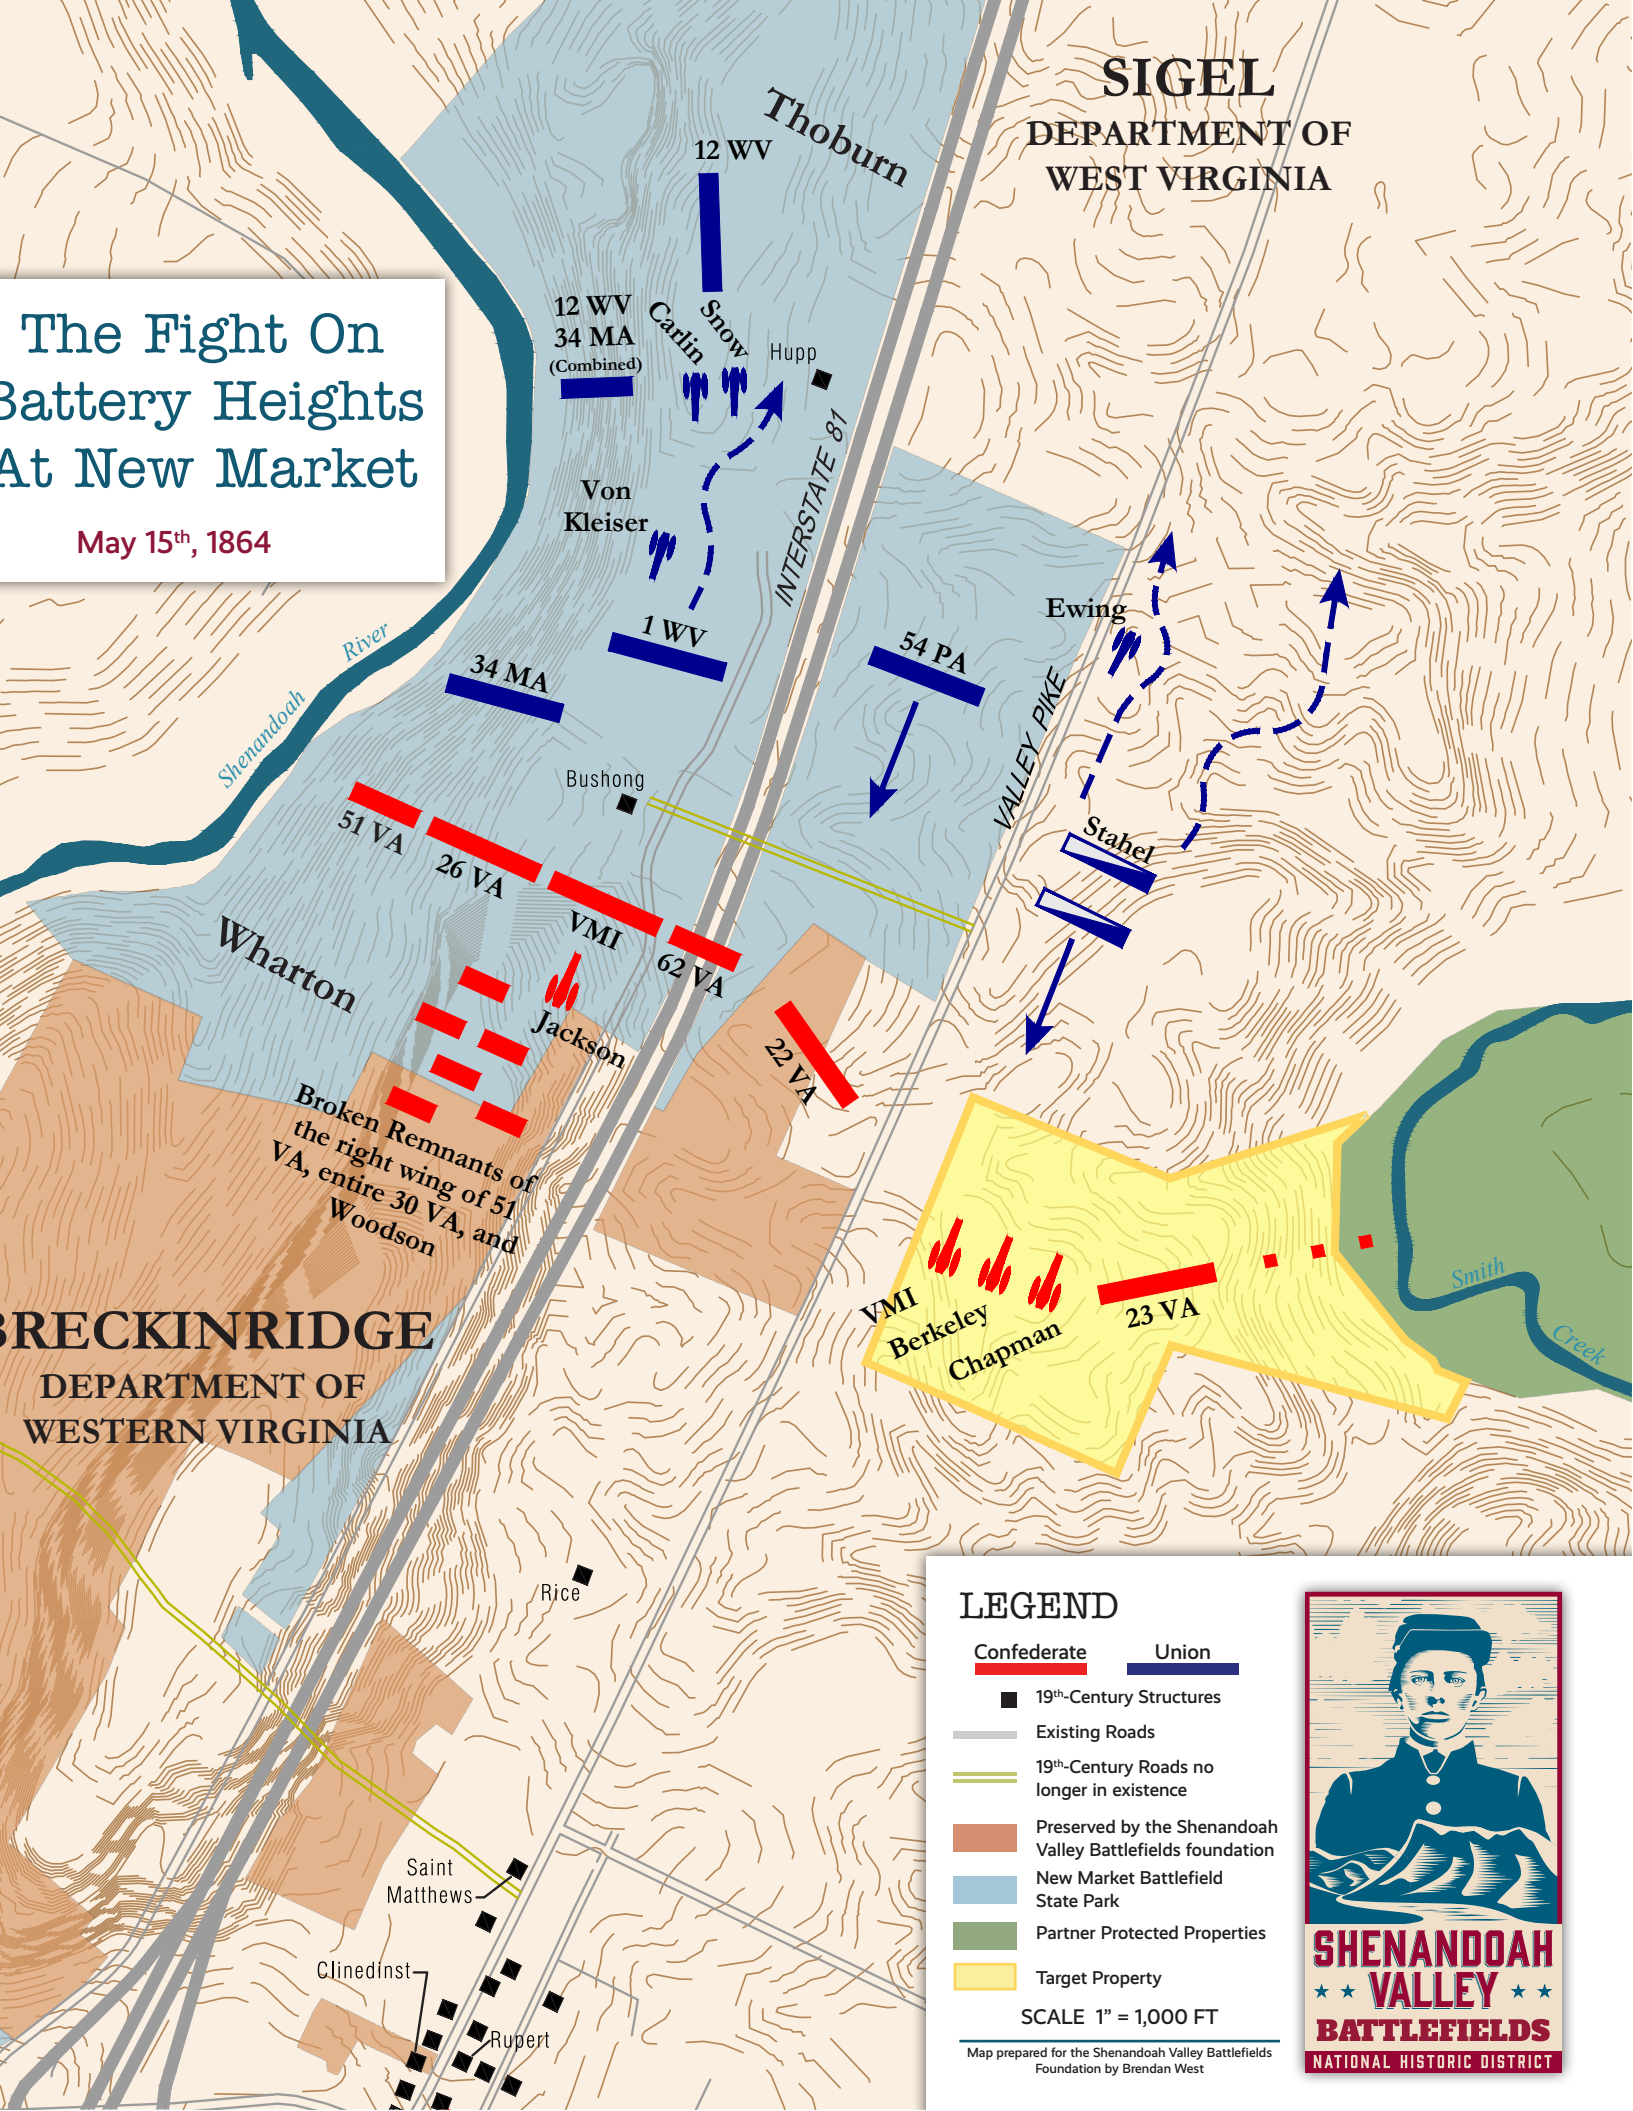 SIGEL
DEPARTMENT OF
WEST VIRGINIA
Thoburn
12 WV
12 WV
34 MA
(Combined)
Carlin
Snow
Hupp
The Fight On
Battery Heights
At New Market
May 15th, 1864
INTERSTATE 81
Von
Kleiser
1 WV
34 MA
54 PA
Ewing
VALLEY PIKE
Shenandoah
River
Bushong
Stahel
51 VA
26 VA
VMI
62 VA
Wharton
Jackson
22 VA
Broken Remnants of
the right wing of 51
VA, entire 30 VA, and
Woodson
BRECKINRIDGE
DEPARTMENT OF
WESTERN VIRGINIA
VMI
Berkeley
Chapman
23 VA
Smith
Creek
Rice
Saint
Matthews
Clinedinst
Rupert
LEGEND
Confederate
Union
19th-Century Structures
Existing Roads
19th-Century Roads no
longer in existence
Preserved by the Shenandoah
Valley Battlefields foundation
New Market Battlefield
State Park
Partner Protected Properties
Target Property
SCALE 1” = 1,000 FT
Map prepared for the Shenandoah Valley Battlefields
Foundation by Brendan West
SHENANDOAH
VALLEY
BATTLEFIELDS
NATIONAL HISTORIC DISTRICT